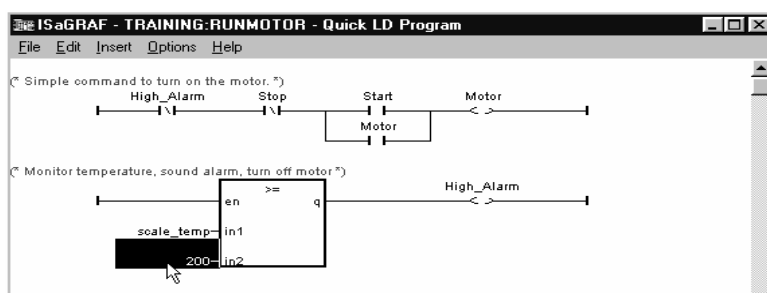 ISaGRAF - TRAINING:RUNMOTOR - Quick LD Program
File Edit Insert Options Help
(* Simple command to turn on the motor. *)
High_Alarm Stop Start Motor
Motor
(* Monitor temperature, sound alarm, turn off motor *)
>= High_Alarm
en q
scale_temp in1
200 in2